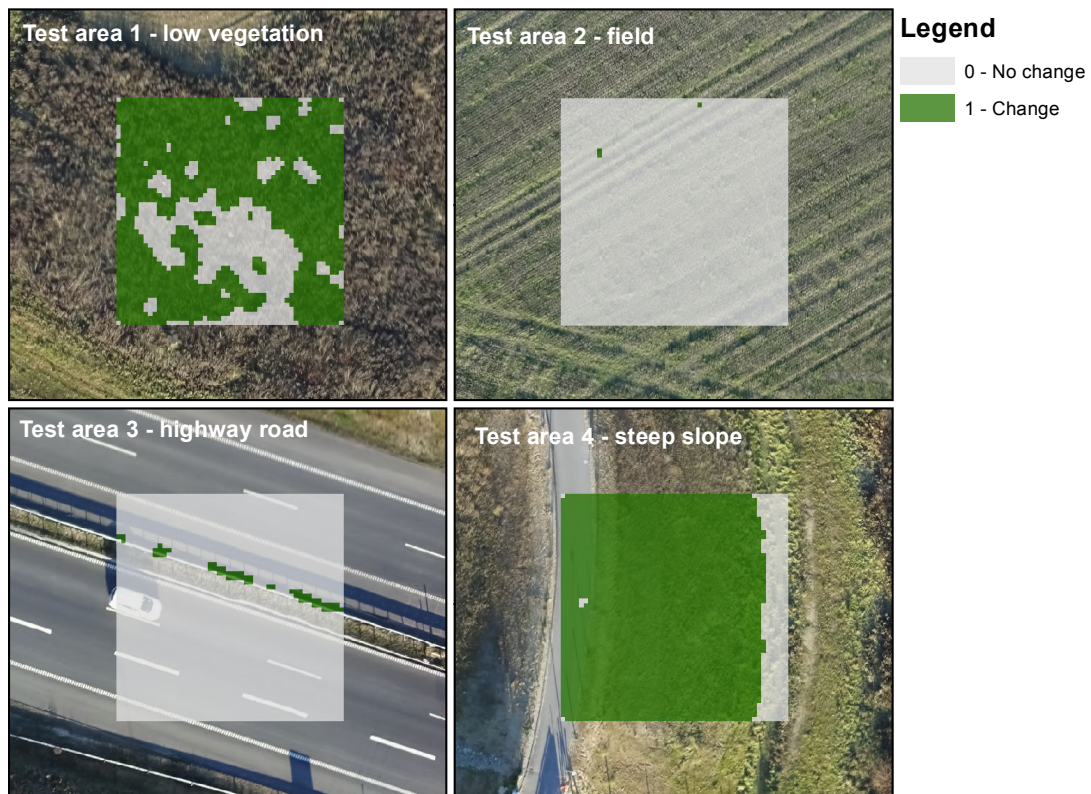 Test area 1 - low vegetation
Test area 2 - field
Legend
0 - No change
1 - Change
Test area 3 - highway road
Test area 4 - steep slope